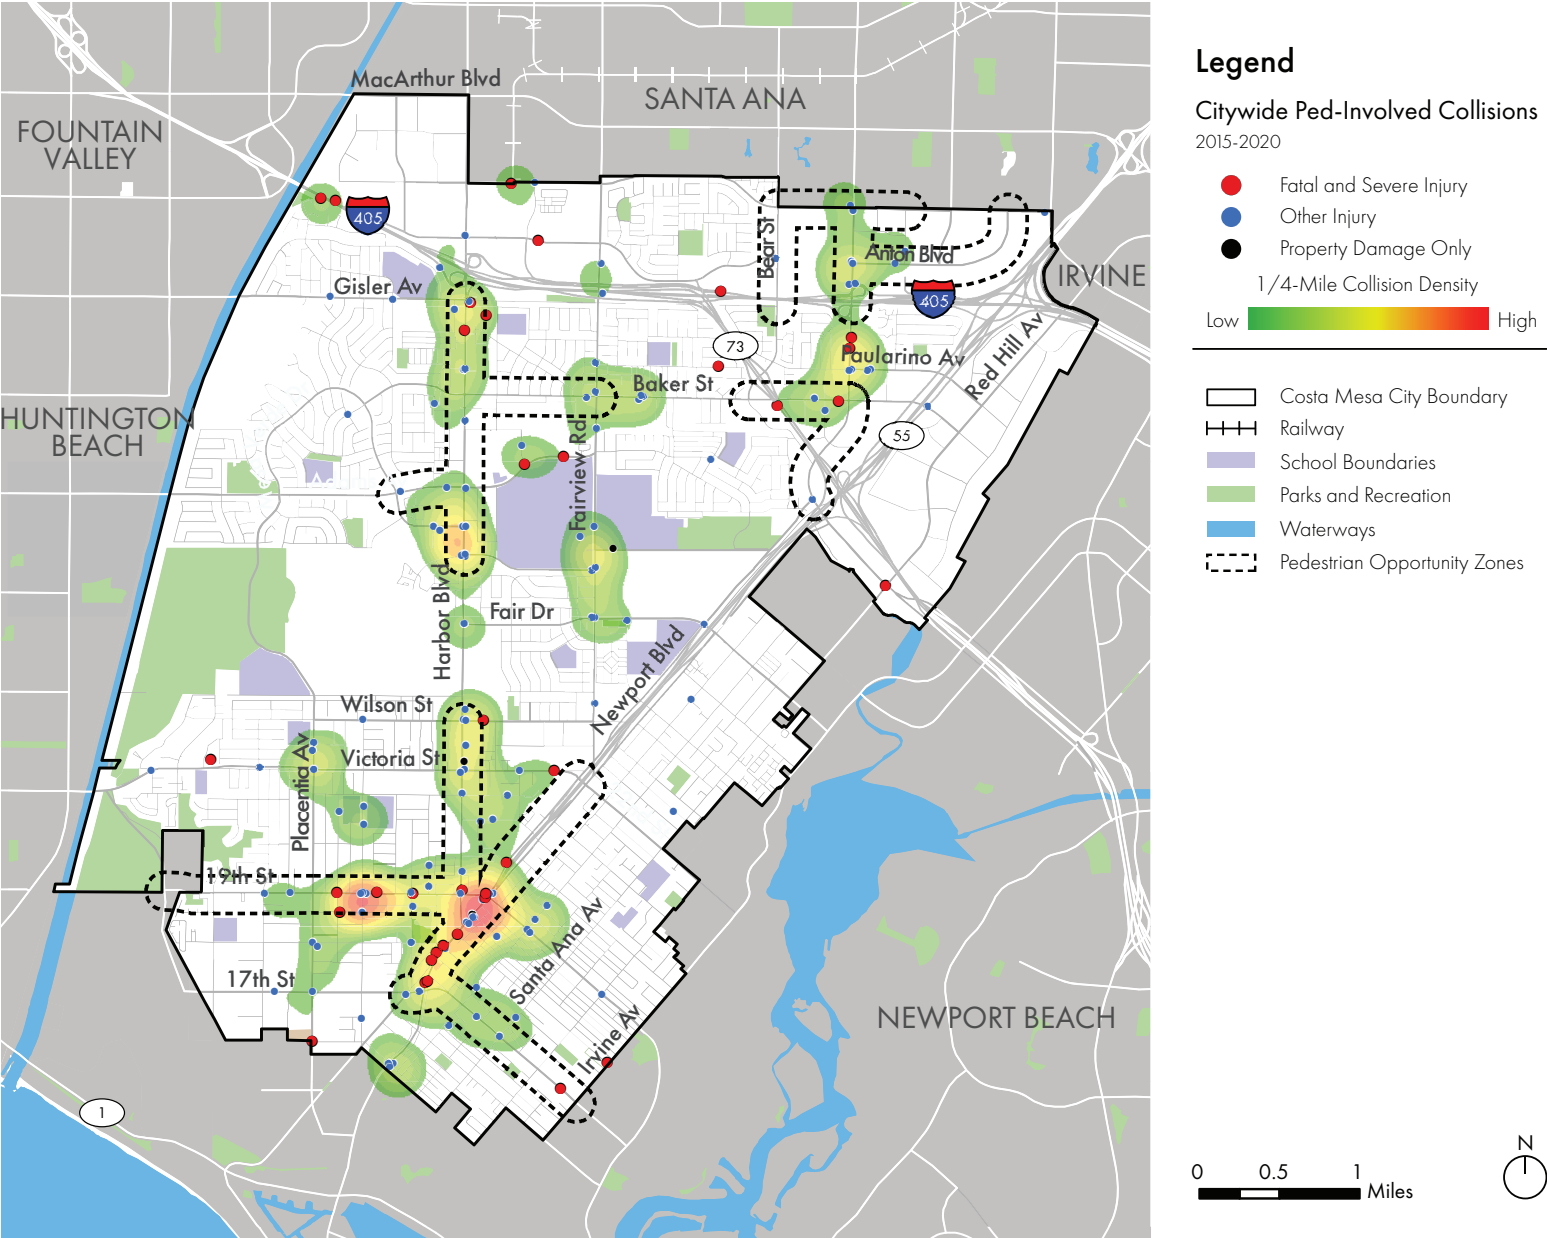 MacArthur Blvd
SANTA ANA
FOUNTAIN
VALLEY
405
Bear St
Anton Blvd
IRVINE
Gisler Av
405
73
Paularino Av
Red Hill Av
Baker St
HUNTINGTON
BEACH
55
Fairview Rd
Harbor Blvd
Fair Dr
Newport Blvd
Wilson St
Victoria St
Placentia Av
19th St
Santa Ana Av
17th St
NEWPORT BEACH
Irvine Av
1
Legend
Citywide Ped-Involved Collisions
2015-2020
Fatal and Severe Injury
Other Injury
Property Damage Only
1/4-Mile Collision Density
Low
High
Costa Mesa City Boundary
Railway
School Boundaries
Parks and Recreation
Waterways
Pedestrian Opportunity Zones
N
0 0.5 1
Miles